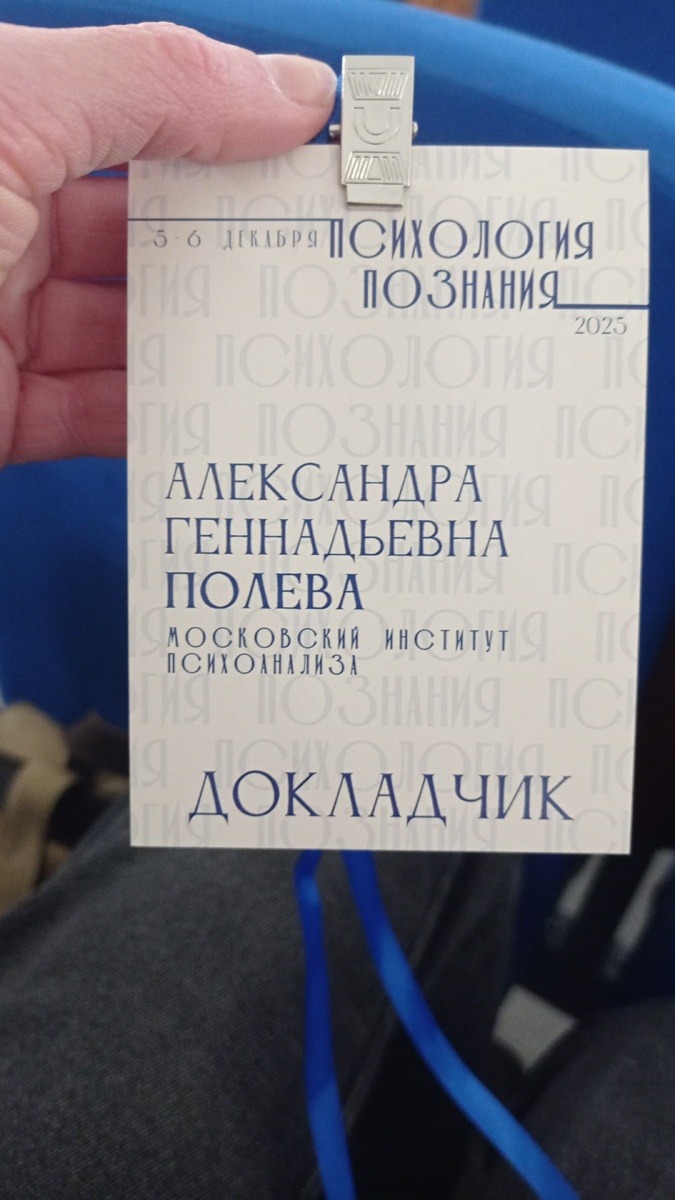 5-6 ДЕКАБРЯ ПСИХОЛОГИЯ
ПОЗНАНИЯ
2025
АЛЕКСАНДРА
ГЕННАДЬЕВНА
ПОЛЕВА
МОСКОВСКИЙ ИНСТИТУТ
ПСИХОАНАЛИЗА
ДОКЛАДЧИК